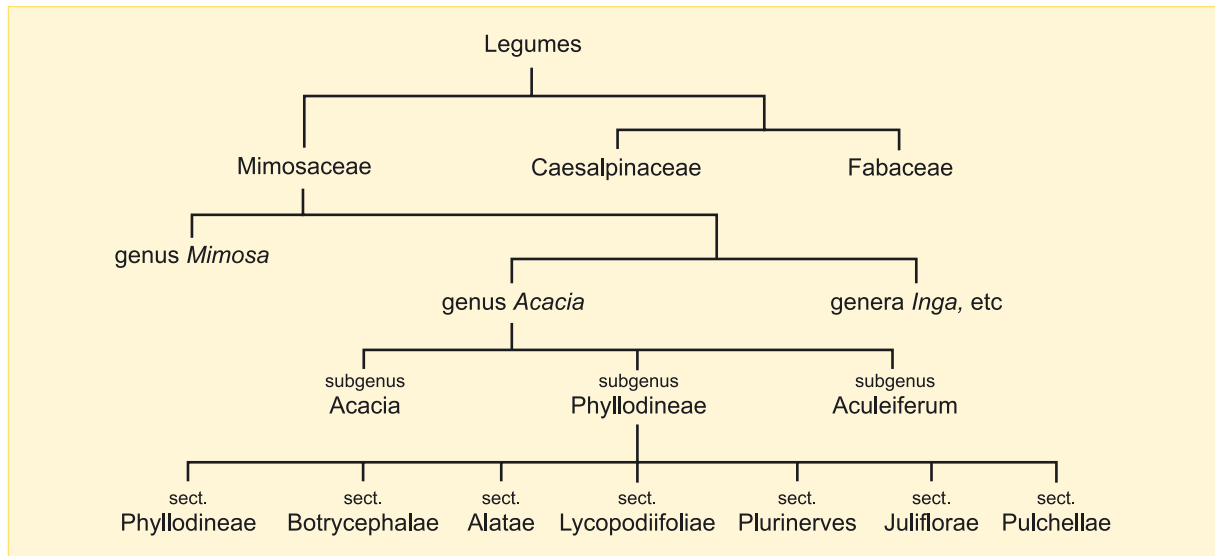 Legumes
Mimosaceae Caesalpinaceae Fabaceae
genus Mimosa
genus Acacia genera Inga, etc
subgenus subgenus subgenus
Acacia Phyllodineae Aculeiferum
sect. sect. sect. sect. sect. sect. sect.
Phyllodineae Botrycephalae Alatae Lycopodiifoliae Plurinerves Juliflorae Pulchellae